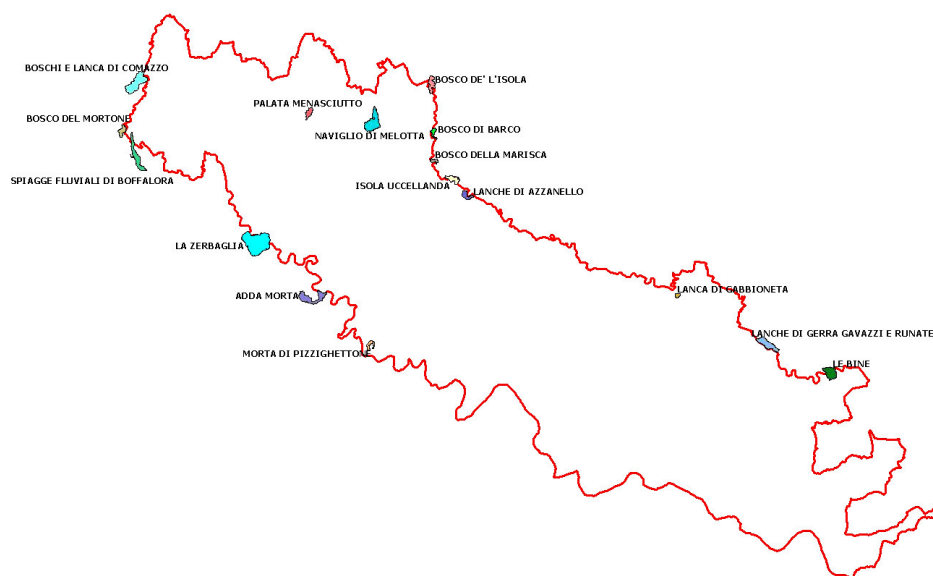 BOSCHI E LANCA DI COMAZZO
BOSCO DE' L'ISOLA
PALATA MENASCIUTTO
BOSCO DEL MORTONE
NAVIGLIO DI MELOTTA
BOSCO DI BARCO
BOSCO DELLA MARISCA
SPIAGGE FLUVIALI DI BOFFALORA
ISOLA UCCELLANDA
LANCHE DI AZZANELLO
LA ZERBAGLIA
ADDA MORTA
LANCA DI GABBIONETA
LANCHE DI GERRA GAVAZZI E RUNATE
MORTA DI PIZZIGHETTONE
LE BINE